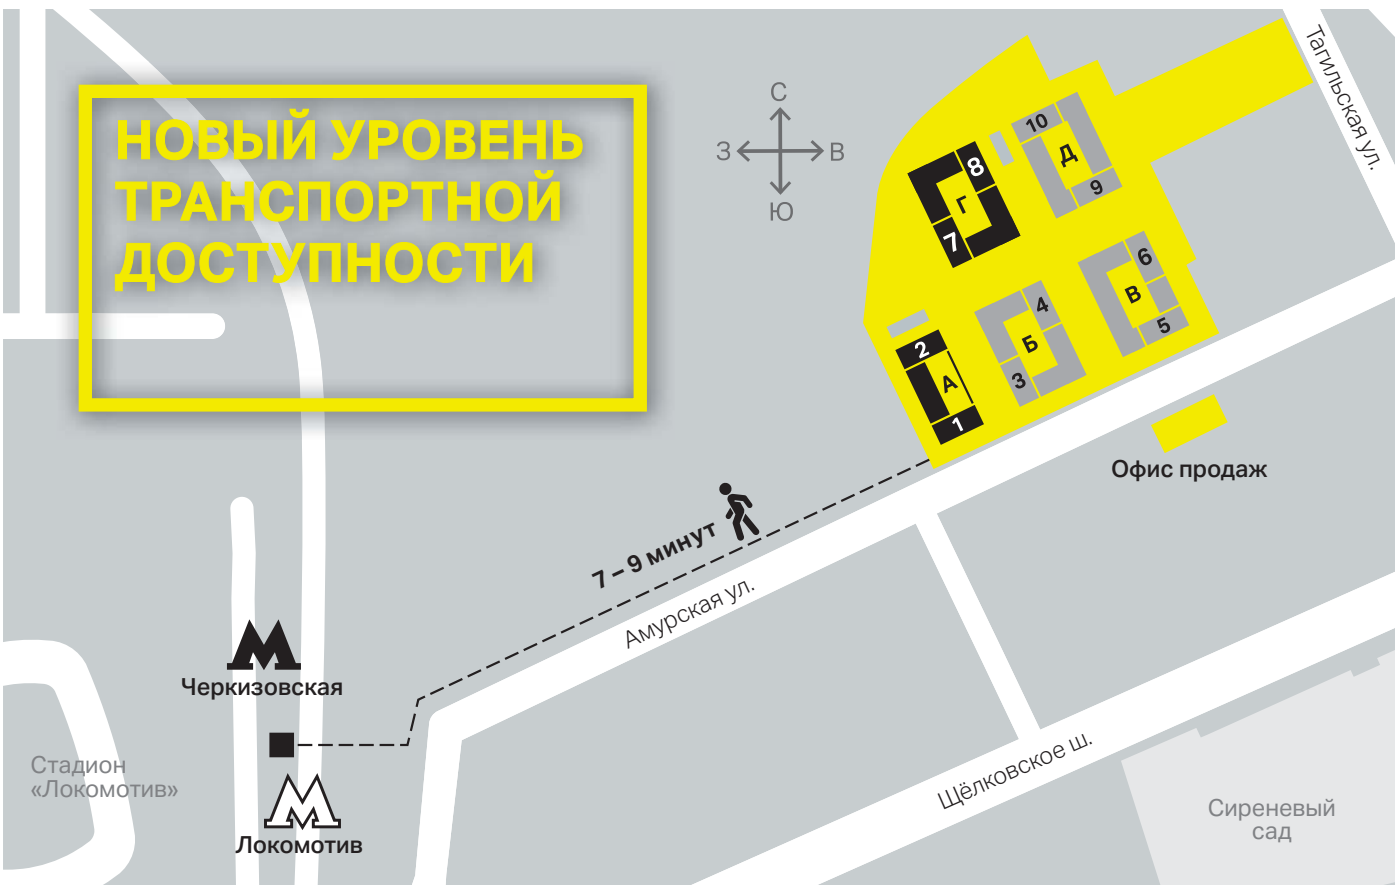 НОВЫЙ УРОВЕНЬ
ТРАНСПОРТНОЙ
ДОСТУПНОСТИ
С
З
В
Ю
Тагильская ул.
10
Д
9
8
Г
7
6
В
5
4
Б
3
2
А
1
Офис продаж
7 – 9 минут
Амурская ул.
М
Черкизовская
Стадион
«Локомотив»
М
Локомотив
Щёлковское ш.
Сиреневый
сад